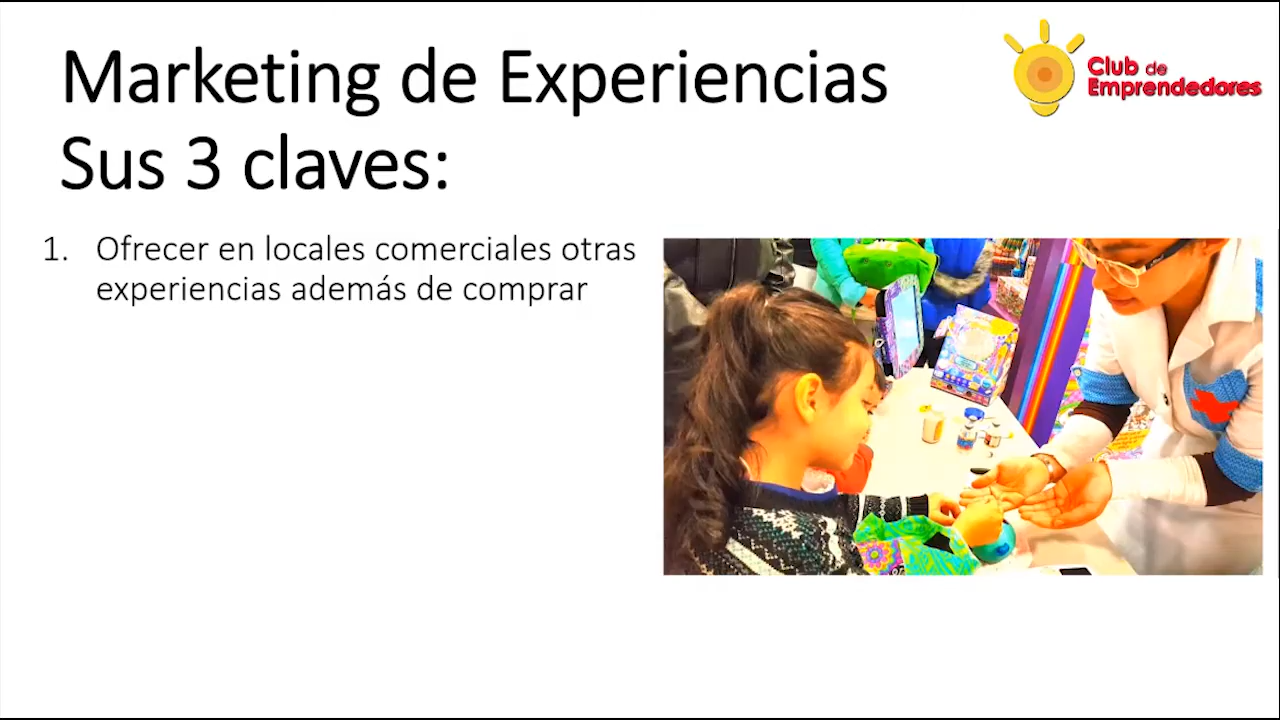 Marketing de Experiencias
Sus 3 claves:
Club de
Emprendedores
1. Ofrecer en locales comerciales otras
experiencias además de comprar